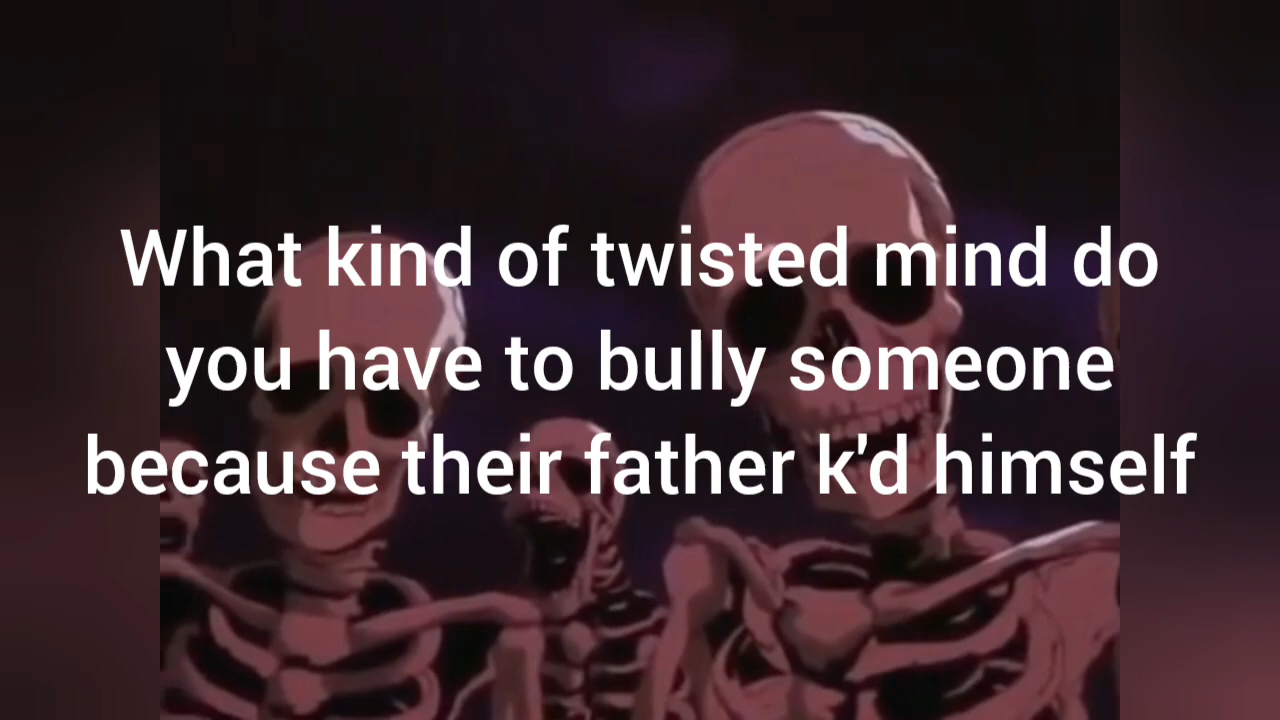 What kind of twisted mind do
you have to bully someone
because their father k'd himself